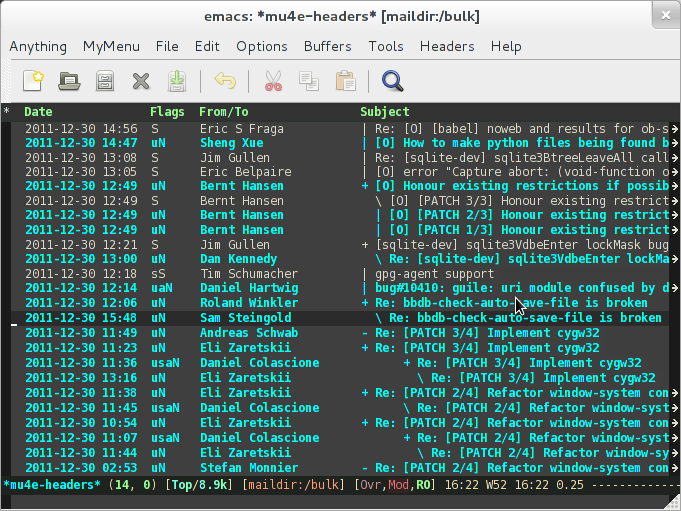 emacs: *mu4e-headers* [maildir:/bulk]
Anything MyMenu File Edit Options Buffers Tools Headers Help
* Date Flags From/To Subject
2011-12-30 14:56 S Eric S Fraga | Re: [O] [babel] noweb and results for ob-s
2011-12-30 14:47 uN Sheng Xue | [O] How to make python files being found b
2011-12-30 13:08 S Jim Gullen | Re: [sqlite-dev] sqlite3BtreeLeaveAll call
2011-12-30 13:05 S Eric Belpaire | [O] error "Capture abort: (void-function o
2011-12-30 12:49 uN Bernt Hansen + [O] Honour existing restrictions if possib
2011-12-30 12:49 S Bernt Hansen \ [O] [PATCH 3/3] Honour existing restrict
2011-12-30 12:49 uN Bernt Hansen | [O] [PATCH 2/3] Honour existing restrict
2011-12-30 12:49 uN Bernt Hansen | [O] [PATCH 1/3] Honour existing restrict
2011-12-30 12:21 S Jim Gullen + [sqlite-dev] sqlite3VdbeEnter lockMask bug
2011-12-30 13:00 uN Dan Kennedy \ Re: [sqlite-dev] sqlite3VdbeEnter lockMa
2011-12-30 12:18 sS Tim Schumacher | gpg-agent support
2011-12-30 12:14 uaN Daniel Hartwig | bug#10410: guile: uri module confused by d
2011-12-30 12:06 uN Roland Winkler + Re: bbdb-check-auto-save-file is broken
2011-12-30 15:48 uN Sam Steingold \ Re: bbdb-check-auto-save-file is broken
2011-12-30 11:49 uN Andreas Schwab - Re: [PATCH 3/4] Implement cygw32
2011-12-30 11:23 uN Eli Zaretskii + Re: [PATCH 3/4] Implement cygw32
2011-12-30 11:36 usaN Daniel Colascione + Re: [PATCH 3/4] Implement cygw32
2011-12-30 13:16 uN Eli Zaretskii \ Re: [PATCH 3/4] Implement cygw32
2011-12-30 11:38 uN Eli Zaretskii + Re: [PATCH 2/4] Refactor window-system con
2011-12-30 11:45 usaN Daniel Colascione \ Re: [PATCH 2/4] Refactor window-syst
2011-12-30 10:54 uN Eli Zaretskii + Re: [PATCH 2/4] Refactor window-system con
2011-12-30 11:07 usaN Daniel Colascione + Re: [PATCH 2/4] Refactor window-syst
2011-12-30 11:44 uN Eli Zaretskii \ Re: [PATCH 2/4] Refactor window-sy
2011-12-30 02:53 uN Stefan Monnier - Re: [PATCH 2/4] Refactor window-system con
*mu4e-headers* (14, 0) [Top/8.9k] [maildir:/bulk] [Ovr,Mod,RO] 16:22 W52 16:22 0.25 -------------